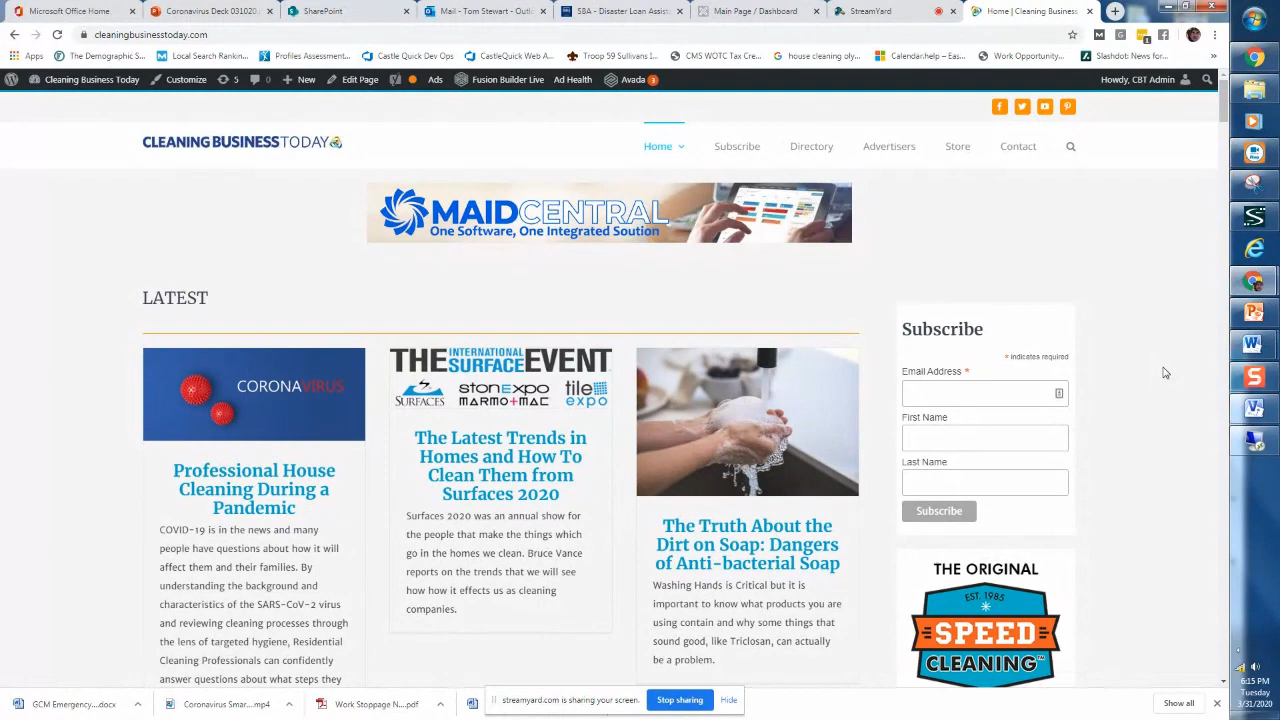 Microsoft Office Home
Coronavirus Deck 031020.
SharePoint
Mail - Tom Stewart - Outl
SBA - Disaster Loan Assist
Main Page / Dashboard
StreamYard
Home | Cleaning Business
cleaningbusinesstoday.com
Apps
The Demographic S...
Local Search Rankin...
Profiles Assessment...
Castle Quick Dev Ops
CastleQuick Web A...
Troop 59 Sullivans I...
CMS WOTC Tax Cre...
house cleaning oly...
Calendar.help – Eas...
Work Opportunity...
Slashdot: News for...
Cleaning Business Today
Customize
5
0
New
Edit Page
Ads
Fusion Builder Live
Ad Health
Avada 3
Howdy, CBT Admin
CLEANING BUSINESS TODAY
Home
Subscribe
Directory
Advertisers
Store
Contact
MAIDCENTRAL
One Software, One Integrated Soution
LATEST
CORONAVIRUS
Professional House
Cleaning During a
Pandemic
COVID-19 is in the news and many
people have questions about how it will
affect them and their families. By
understanding the background and
characteristics of the SARS-CoV-2 virus
and reviewing cleaning processes through
the lens of targeted hygiene, Residential
Cleaning Professionals can confidently
answer questions about what steps they
THE INTERNATIONAL SURFACE EVENT
SURFACES
StonExpo
MARMO+MAC
tile expo
The Latest Trends in
Homes and How To
Clean Them from
Surfaces 2020
Surfaces 2020 was an annual show for
the people that make the things which
go in the homes we clean. Bruce Vance
reports on the trends that we will see
how how it effects us as cleaning
companies.
The Truth About the
Dirt on Soap: Dangers
of Anti-bacterial Soap
Washing Hands is Critical but it is
important to know what products you are
using contain and why some things that
sound good, like Triclosan, can actually
be a problem.
Subscribe
* indicates required
Email Address *
First Name
Last Name
Subscribe
THE ORIGINAL
EST. 1985
SPEED
CLEANING™
CM Emergency....docx
Coronavirus Smar....mp4
Work Stoppage N....pdf
streamyard.com is sharing your screen.
Stop sharing
Hide
Show all
6:15 PM
Tuesday
3/31/2020